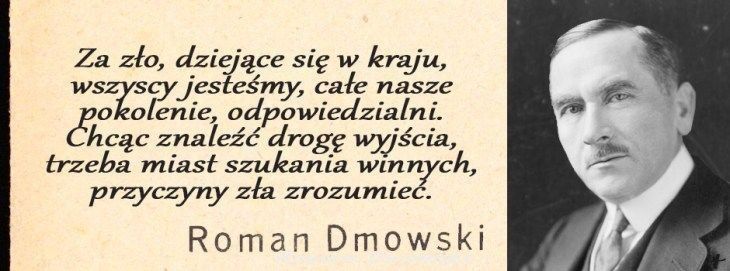 Za zło, dziejące się w kraju,
wszyscy jesteśmy, całe nasze
pokolenie, odpowiedzialni.
Chcąc znaleźć drogę wyjścia,
trzeba miast szukania winnych,
przyczyny zła zrozumieć.
Roman Dmowski